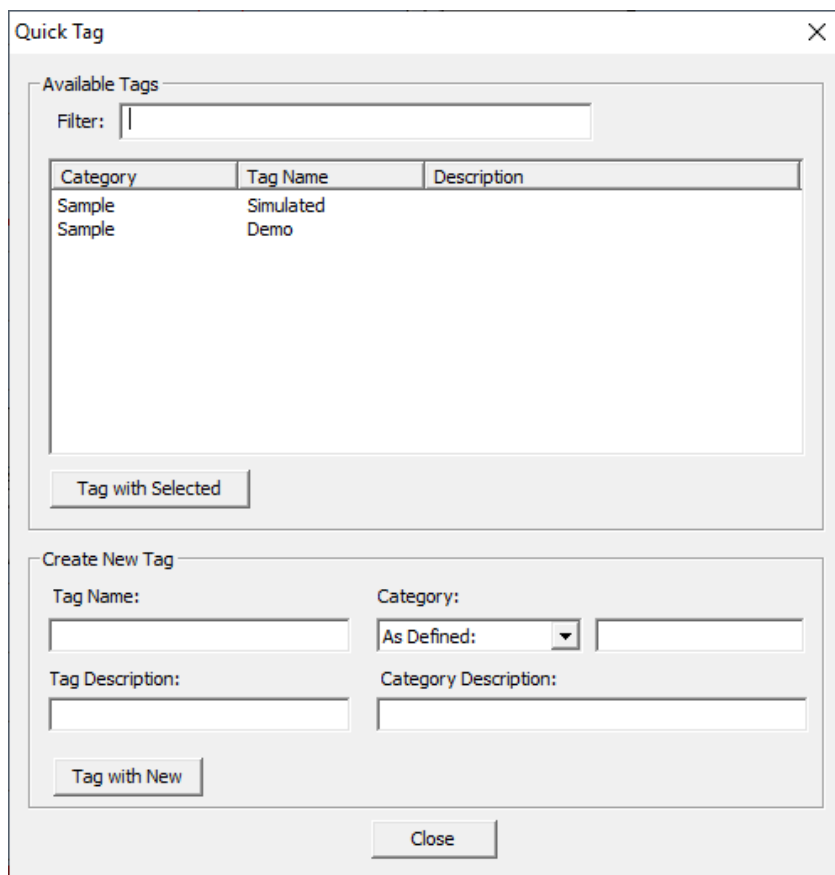 Quick Tag
Available Tags
Filter:
Category Tag Name Description
Sample Simulated
Sample Demo
Tag with Selected
Create New Tag
Tag Name: Category:
As Defined:
Tag Description: Category Description:
Tag with New
Close